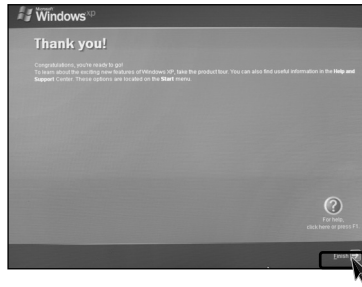 Microsoft
Windows xp
Thank you!
Congratulations, you're ready to go!
To learn about the exciting new features of Windows XP, take the product tour. You can also find useful information in the Help and
Support Center. These options are located on the Start menu.
For help,
click here or press F1.
Finish